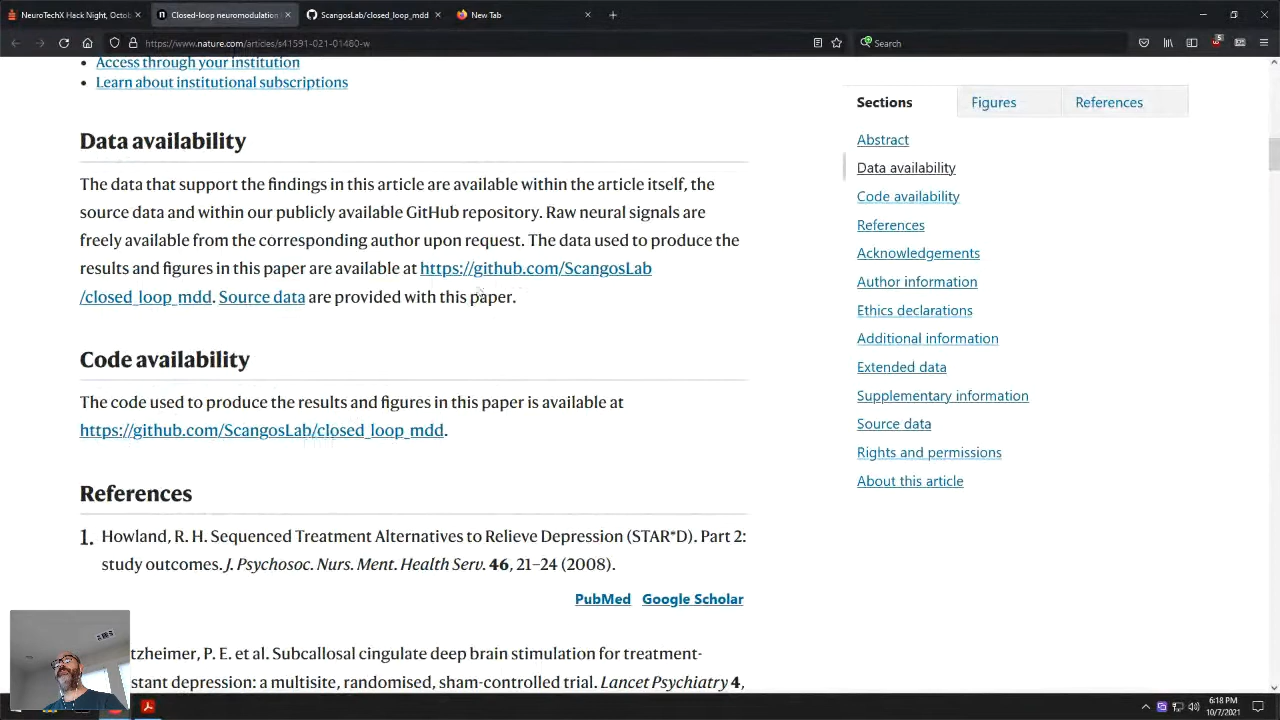 NeuroTechX Hack Night, Octo
Closed-loop neuromodulation
ScangosLab/closed_loop_mdd
New Tab
https://www.nature.com/articles/s41591-021-01480-w
Search
Access through your institution
Learn about institutional subscriptions
Data availability
The data that support the findings in this article are available within the article itself, the
source data and within our publicly available GitHub repository. Raw neural signals are
freely available from the corresponding author upon request. The data used to produce the
results and figures in this paper are available at https://github.com/ScangosLab
/closed_loop_mdd. Source data are provided with this paper.
Code availability
The code used to produce the results and figures in this paper is available at
https://github.com/ScangosLab/closed_loop_mdd.
References
1. Howland, R. H. Sequenced Treatment Alternatives to Relieve Depression (STAR*D). Part 2:
study outcomes. J. Psychosoc. Nurs. Ment. Health Serv. 46, 21–24 (2008).
PubMed Google Scholar
tzheimer, P. E. et al. Subcallosal cingulate deep brain stimulation for treatment-
stant depression: a multisite, randomised, sham-controlled trial. Lancet Psychiatry 4,
Sections
Figures
References
Abstract
Data availability
Code availability
References
Acknowledgements
Author information
Ethics declarations
Additional information
Extended data
Supplementary information
Source data
Rights and permissions
About this article
6:18 PM
10/7/2021